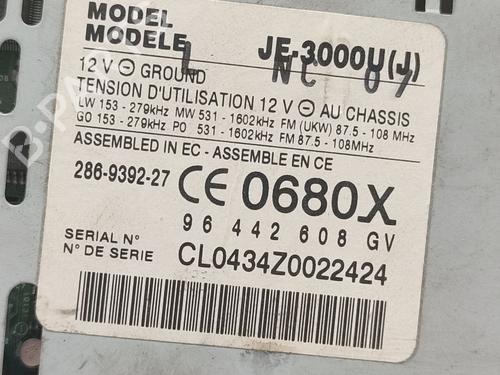 MODEL
MODELE JE-3000U(J)
L NC 07
12 V ⊖ GROUND
TENSION D'UTILISATION 12 V ⊖ AU CHASSIS
LW 153 - 279kHz MW 531 - 1602kHz FM (UKW) 87.5 - 108 MHz
GO 153 - 279kHz PO 531 - 1602kHz FM 87.5 - 108MHz
ASSEMBLED IN EC - ASSEMBLE EN CE
286-9392-27 CE 0680X
96 442 608 GV
SERIAL N°
N° DE SERIE CL0434Z0022424